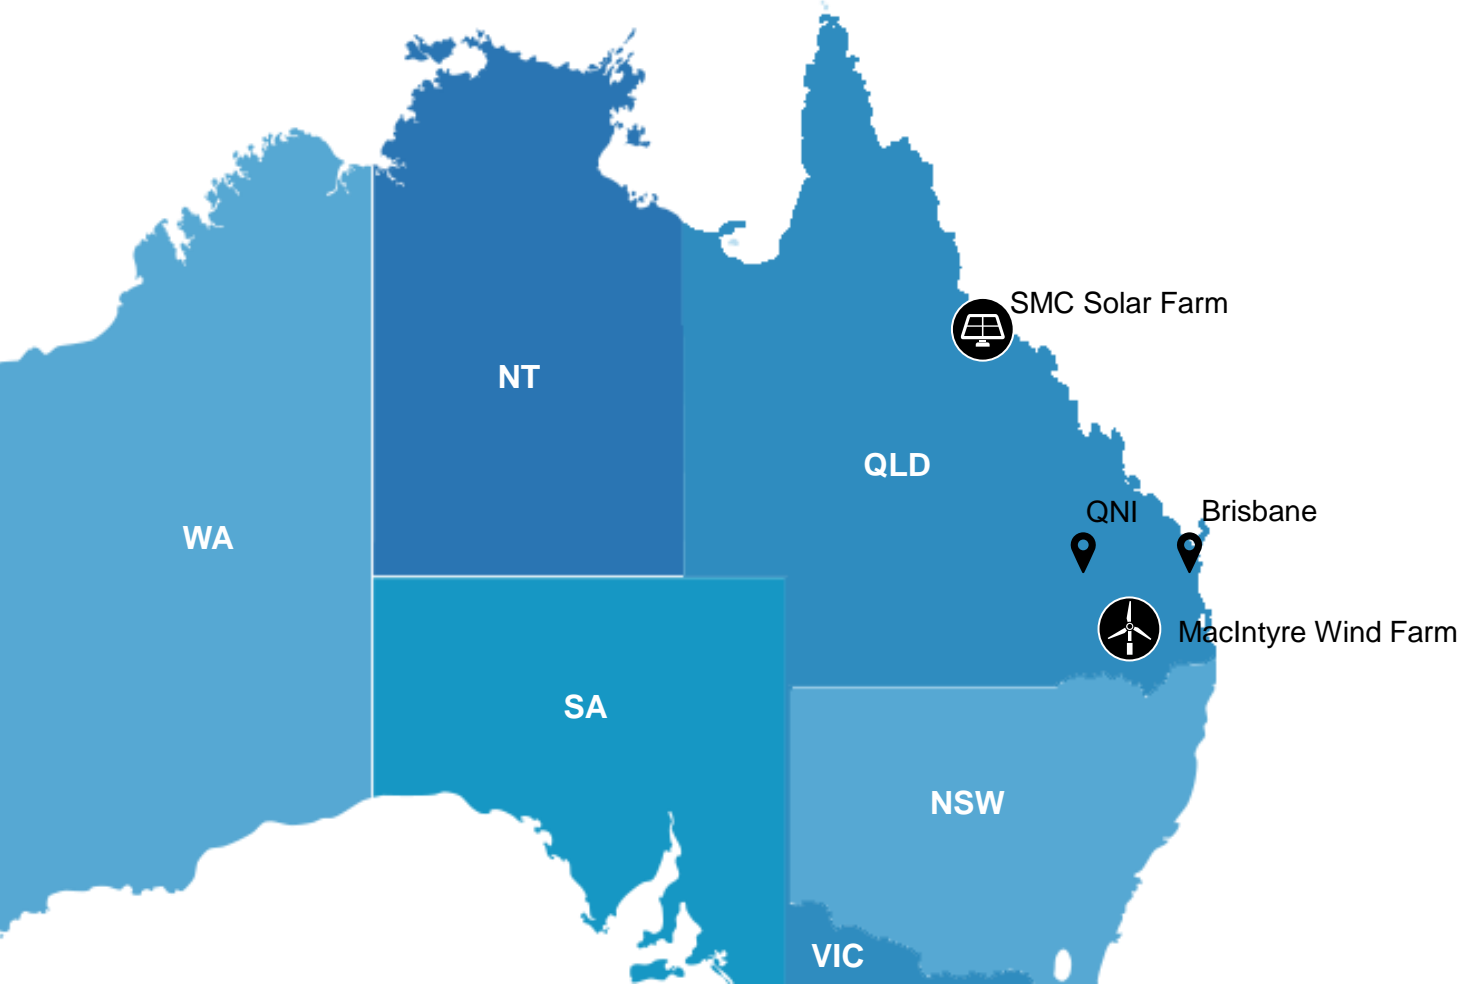 SMC Solar Farm
NT
QLD
QNI
Brisbane
WA
MacIntyre Wind Farm
SA
NSW
VIC